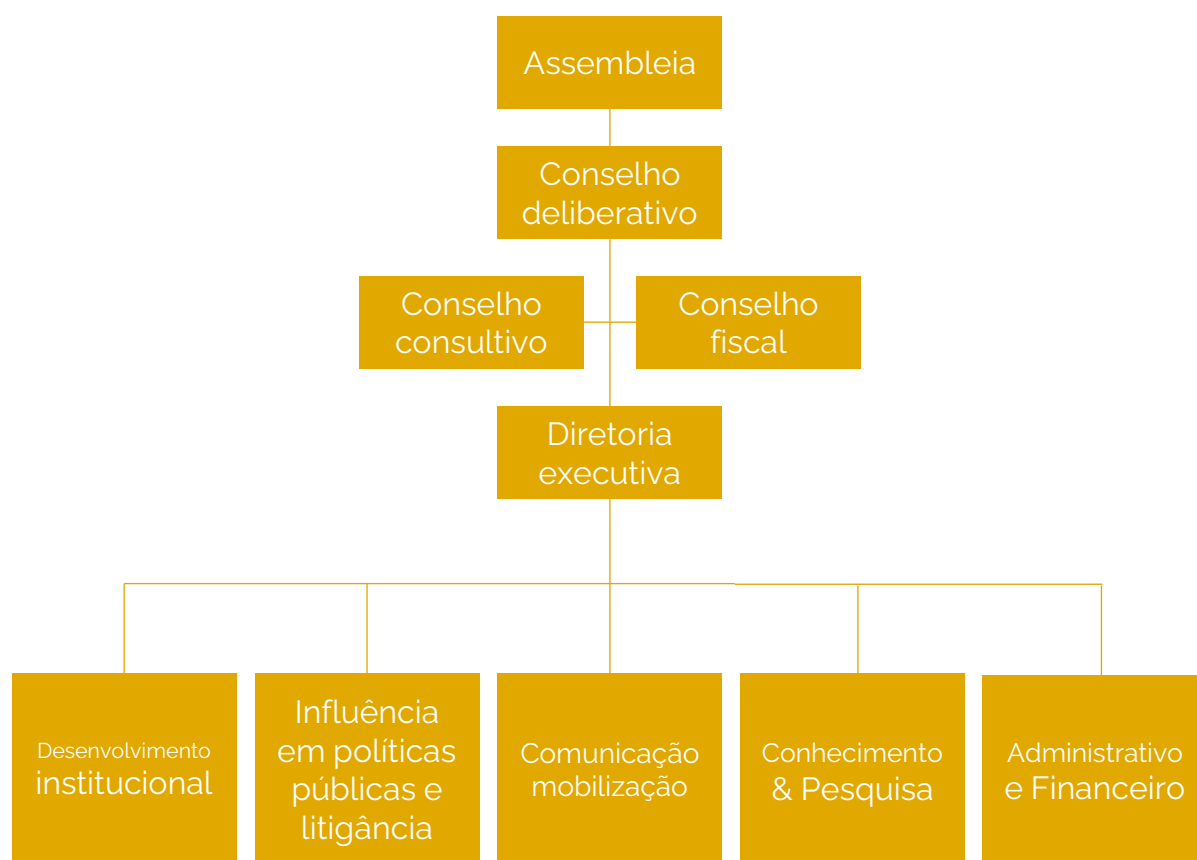 Assembleia
Conselho
deliberativo
Conselho
consultivo
Conselho
fiscal
Diretoria
executiva
Desenvolvimento
institucional
Influência
em políticas
públicas e
litigância
Comunicação
mobilização
Conhecimento
& Pesquisa
Administrativo
e Financeiro